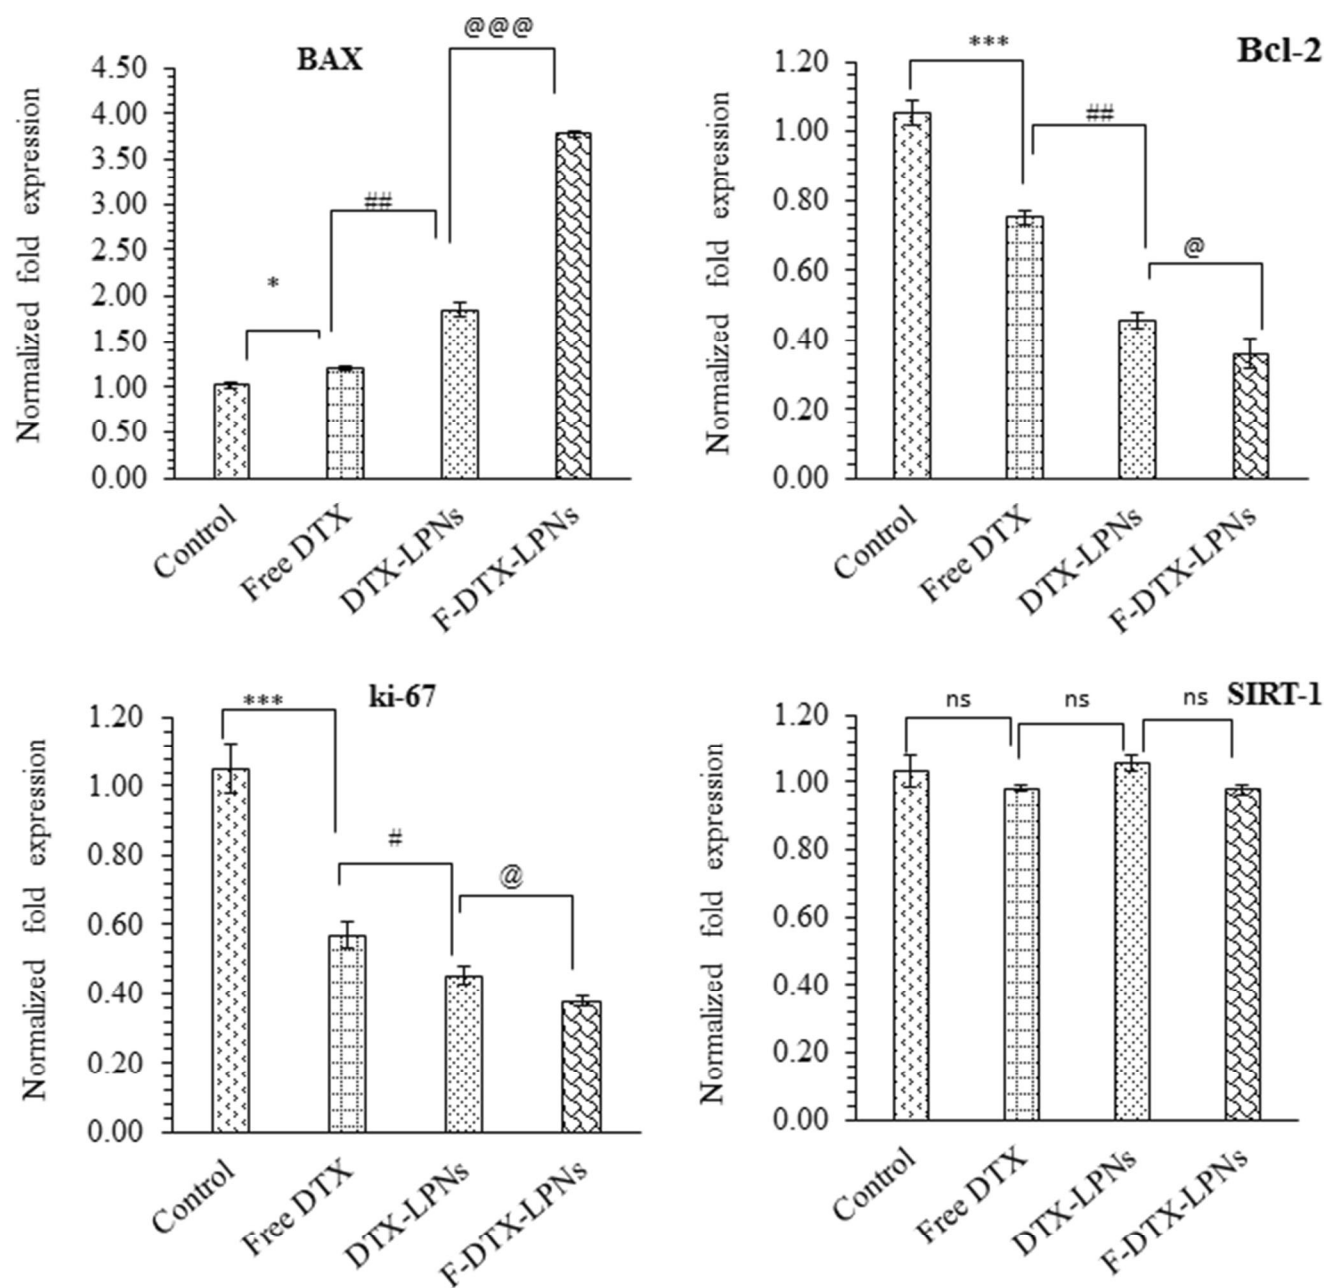 BAX
@@@
##
*
Normalized fold expression
4.50
4.00
3.50
3.00
2.50
2.00
1.50
1.00
0.50
0.00
Control
Free DTX
DTX-LPNs
F-DTX-LPNs
Bcl-2
***
##
@
Normalized fold expression
1.20
1.00
0.80
0.60
0.40
0.20
0.00
Control
Free DTX
DTX-LPNs
F-DTX-LPNs
ki-67
***
#
@
Normalized fold expression
1.20
1.00
0.80
0.60
0.40
0.20
0.00
Control
Free DTX
DTX-LPNs
F-DTX-LPNs
SIRT-1
ns
ns
ns
Normalized fold expression
1.20
1.00
0.80
0.60
0.40
0.20
0.00
Control
Free DTX
DTX-LPNs
F-DTX-LPNs